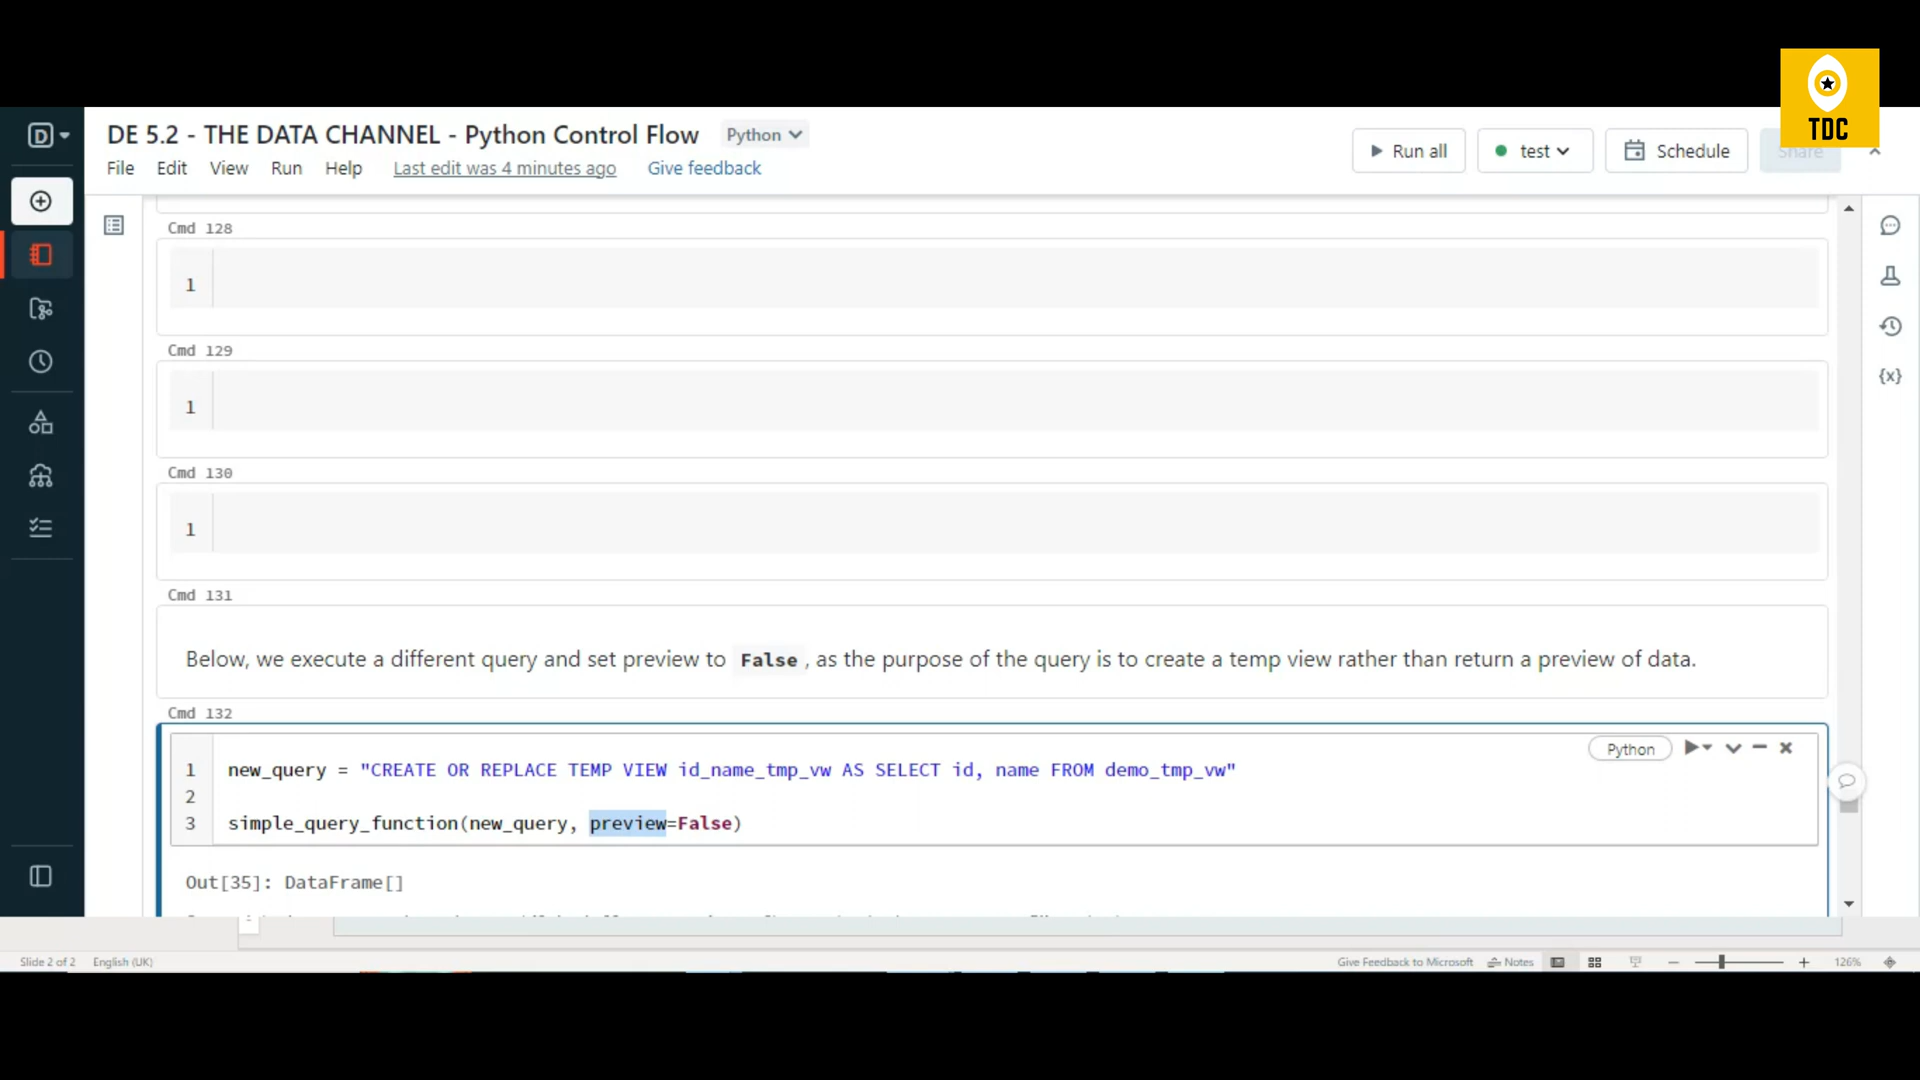 TDC
DE 5.2 - THE DATA CHANNEL - Python Control Flow
Python
File Edit View Run Help Last edit was 4 minutes ago Give feedback
Run all
test
Schedule
Share
Cmd 128
1
Cmd 129
1
Cmd 130
1
Cmd 131
Below, we execute a different query and set preview to False , as the purpose of the query is to create a temp view rather than return a preview of data.
Cmd 132
Python
1 new_query = "CREATE OR REPLACE TEMP VIEW id_name_tmp_vw AS SELECT id, name FROM demo_tmp_vw"
2
3 simple_query_function(new_query, preview=False)
Out[35]: DataFrame[]
Slide 2 of 2 English (UK) Give Feedback to Microsoft Notes 126%